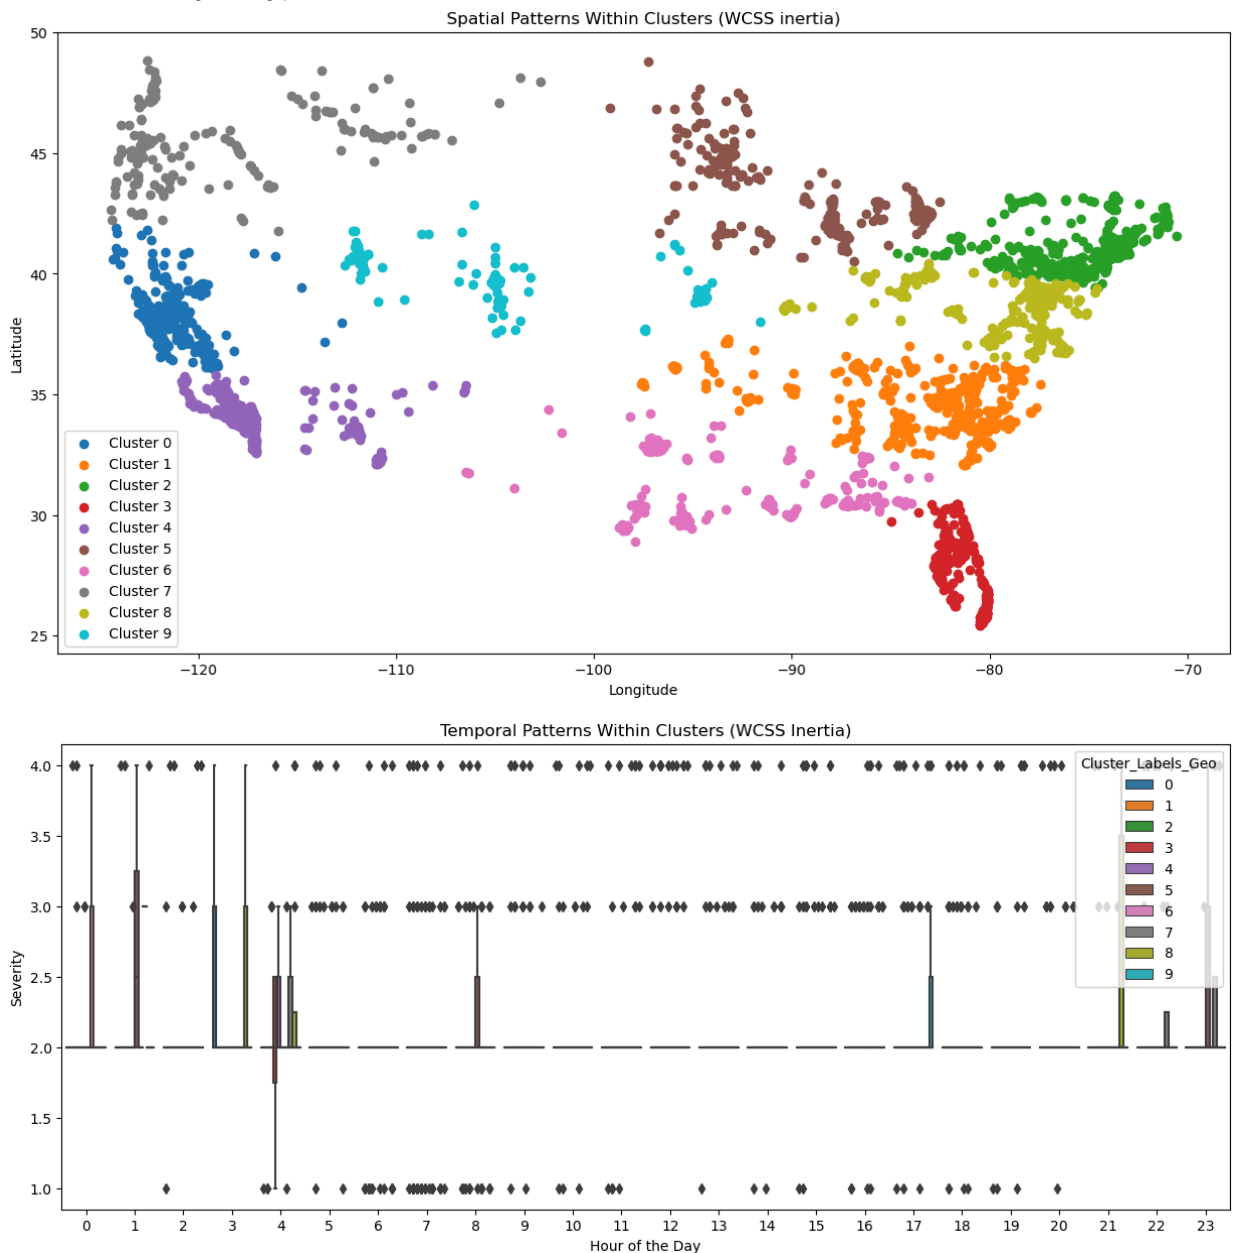 Spatial Patterns Within Clusters (WCSS inertia)
50
45
40
35
30
25
Latitude
Cluster 0
Cluster 1
Cluster 2
Cluster 3
Cluster 4
Cluster 5
Cluster 6
Cluster 7
Cluster 8
Cluster 9
−120 −110 −100 −90 −80 −70
Longitude
Temporal Patterns Within Clusters (WCSS Inertia)
4.0
3.5
3.0
2.5
2.0
1.5
1.0
Severity
Cluster_Labels_Geo
0
1
2
3
4
5
6
7
8
9
0 1 2 3 4 5 6 7 8 9 10 11 12 13 14 15 16 17 18 19 20 21 22 23
Hour of the Day